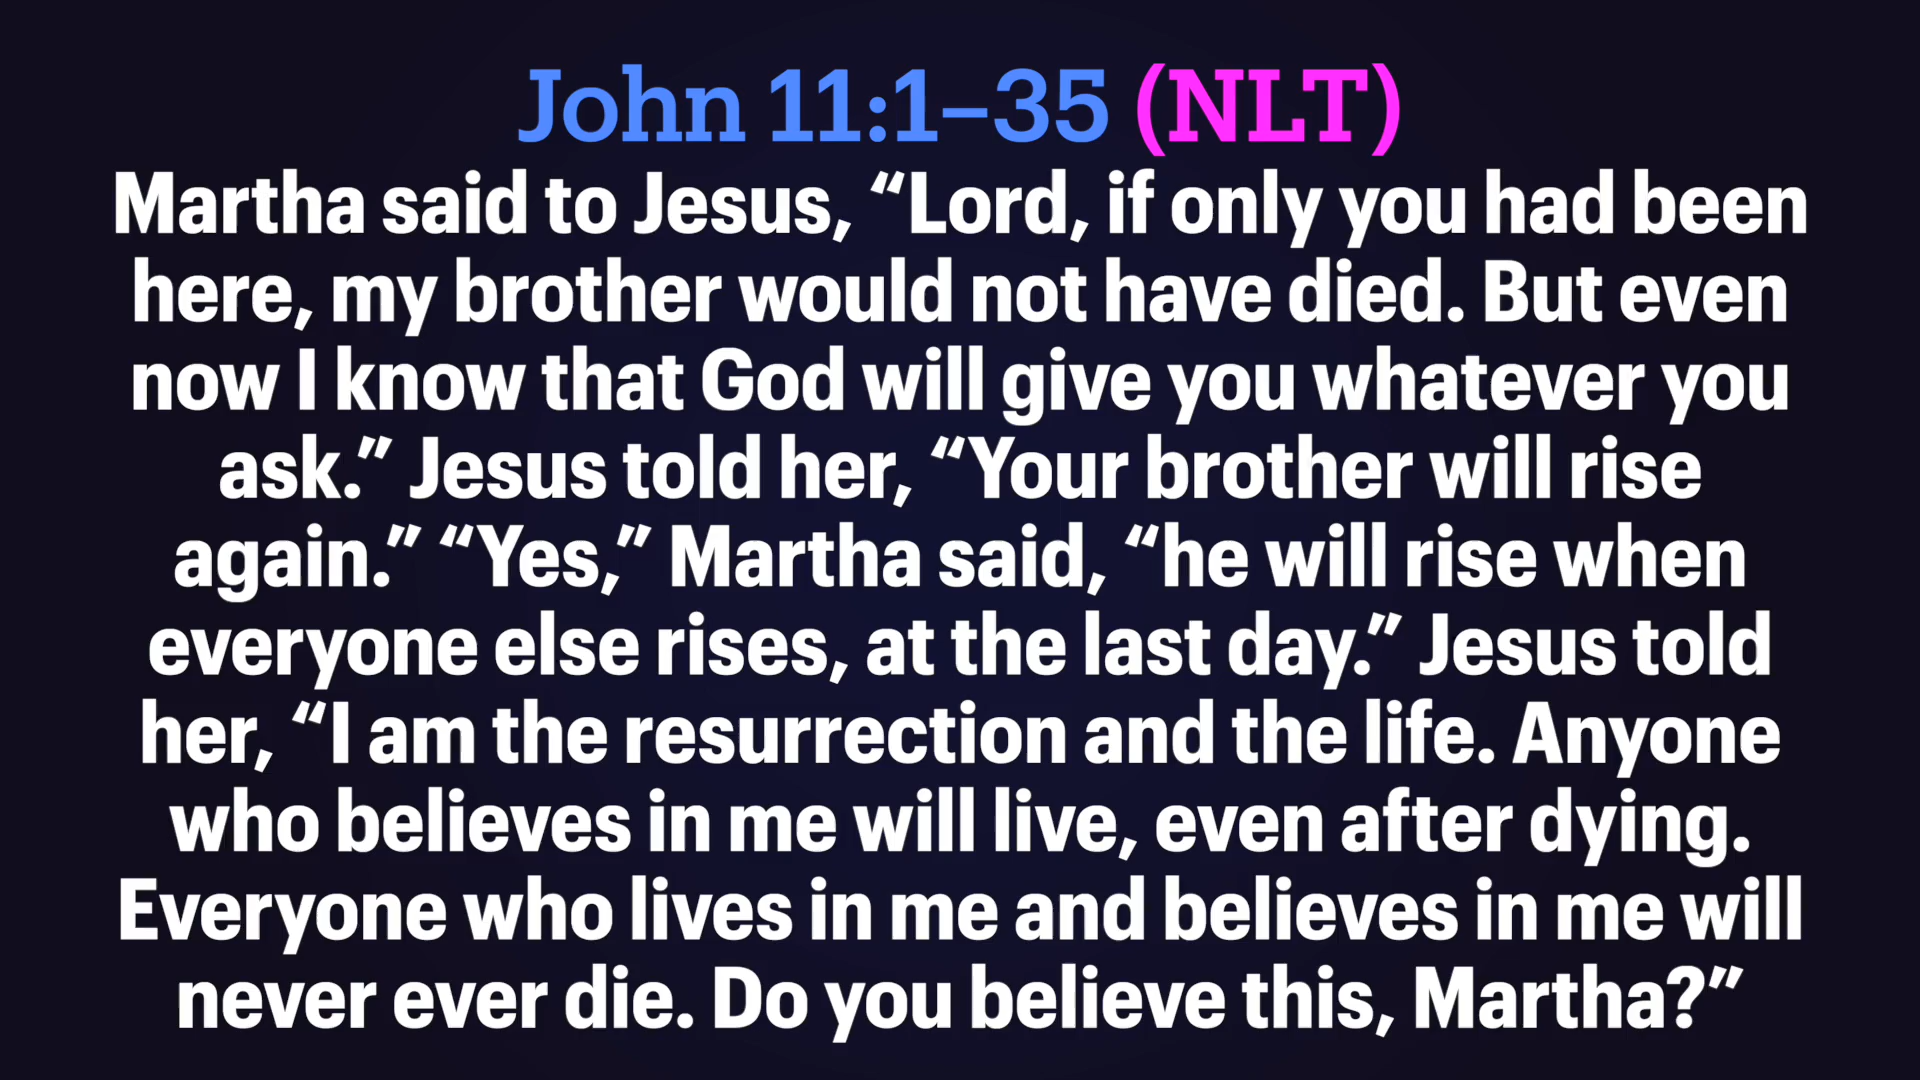 John 11:1–35 (NLT)
Martha said to Jesus, “Lord, if only you had been
here, my brother would not have died. But even
now I know that God will give you whatever you
ask.” Jesus told her, “Your brother will rise
again.” “Yes,” Martha said, “he will rise when
everyone else rises, at the last day.” Jesus told
her, “I am the resurrection and the life. Anyone
who believes in me will live, even after dying.
Everyone who lives in me and believes in me will
never ever die. Do you believe this, Martha?”